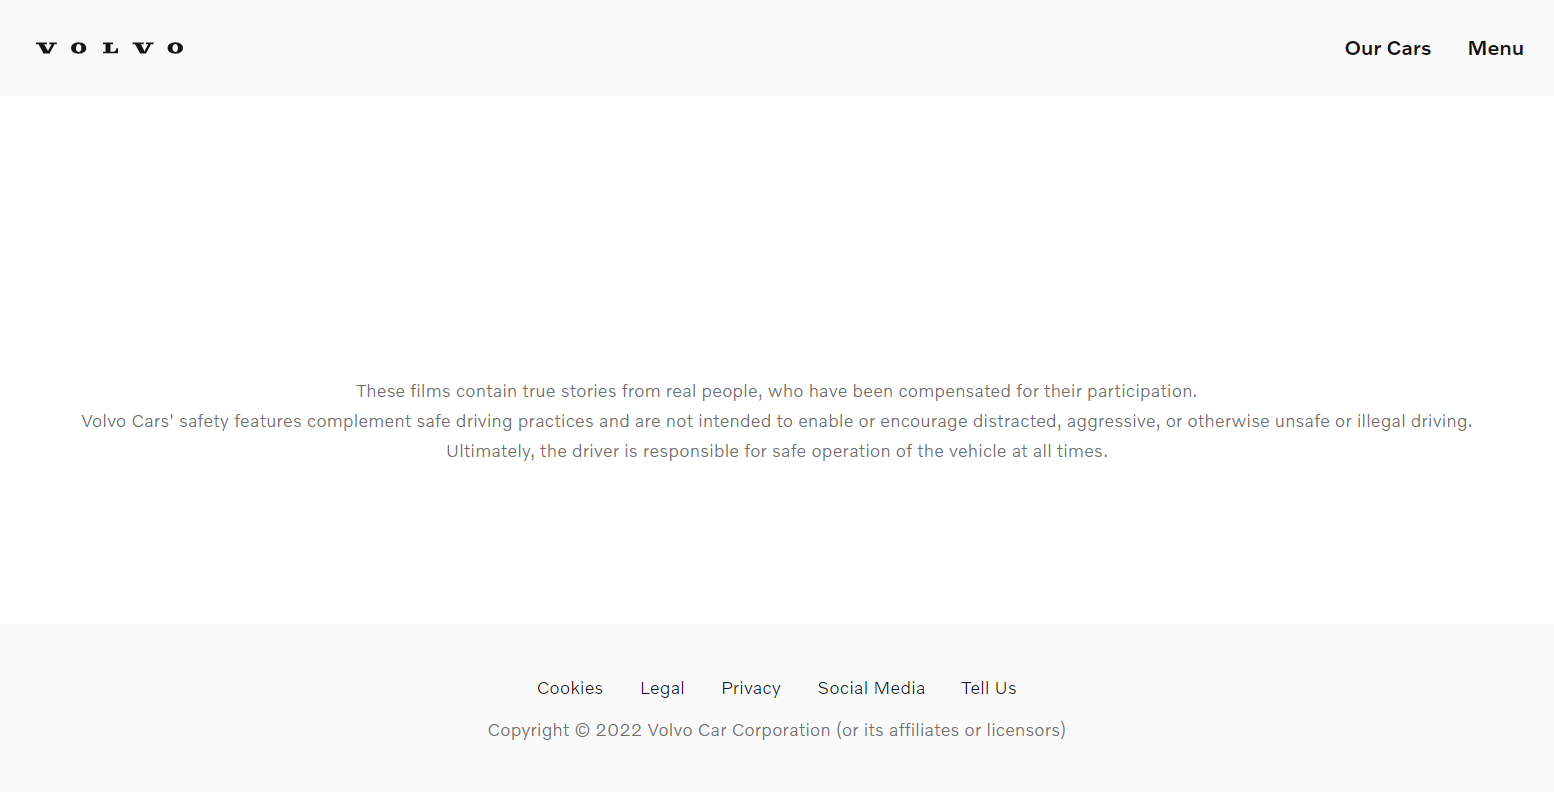 VOLVO
Our Cars Menu
These films contain true stories from real people, who have been compensated for their participation.
Volvo Cars' safety features complement safe driving practices and are not intended to enable or encourage distracted, aggressive, or otherwise unsafe or illegal driving.
Ultimately, the driver is responsible for safe operation of the vehicle at all times.
Cookies Legal Privacy Social Media Tell Us
Copyright © 2022 Volvo Car Corporation (or its affiliates or licensors)